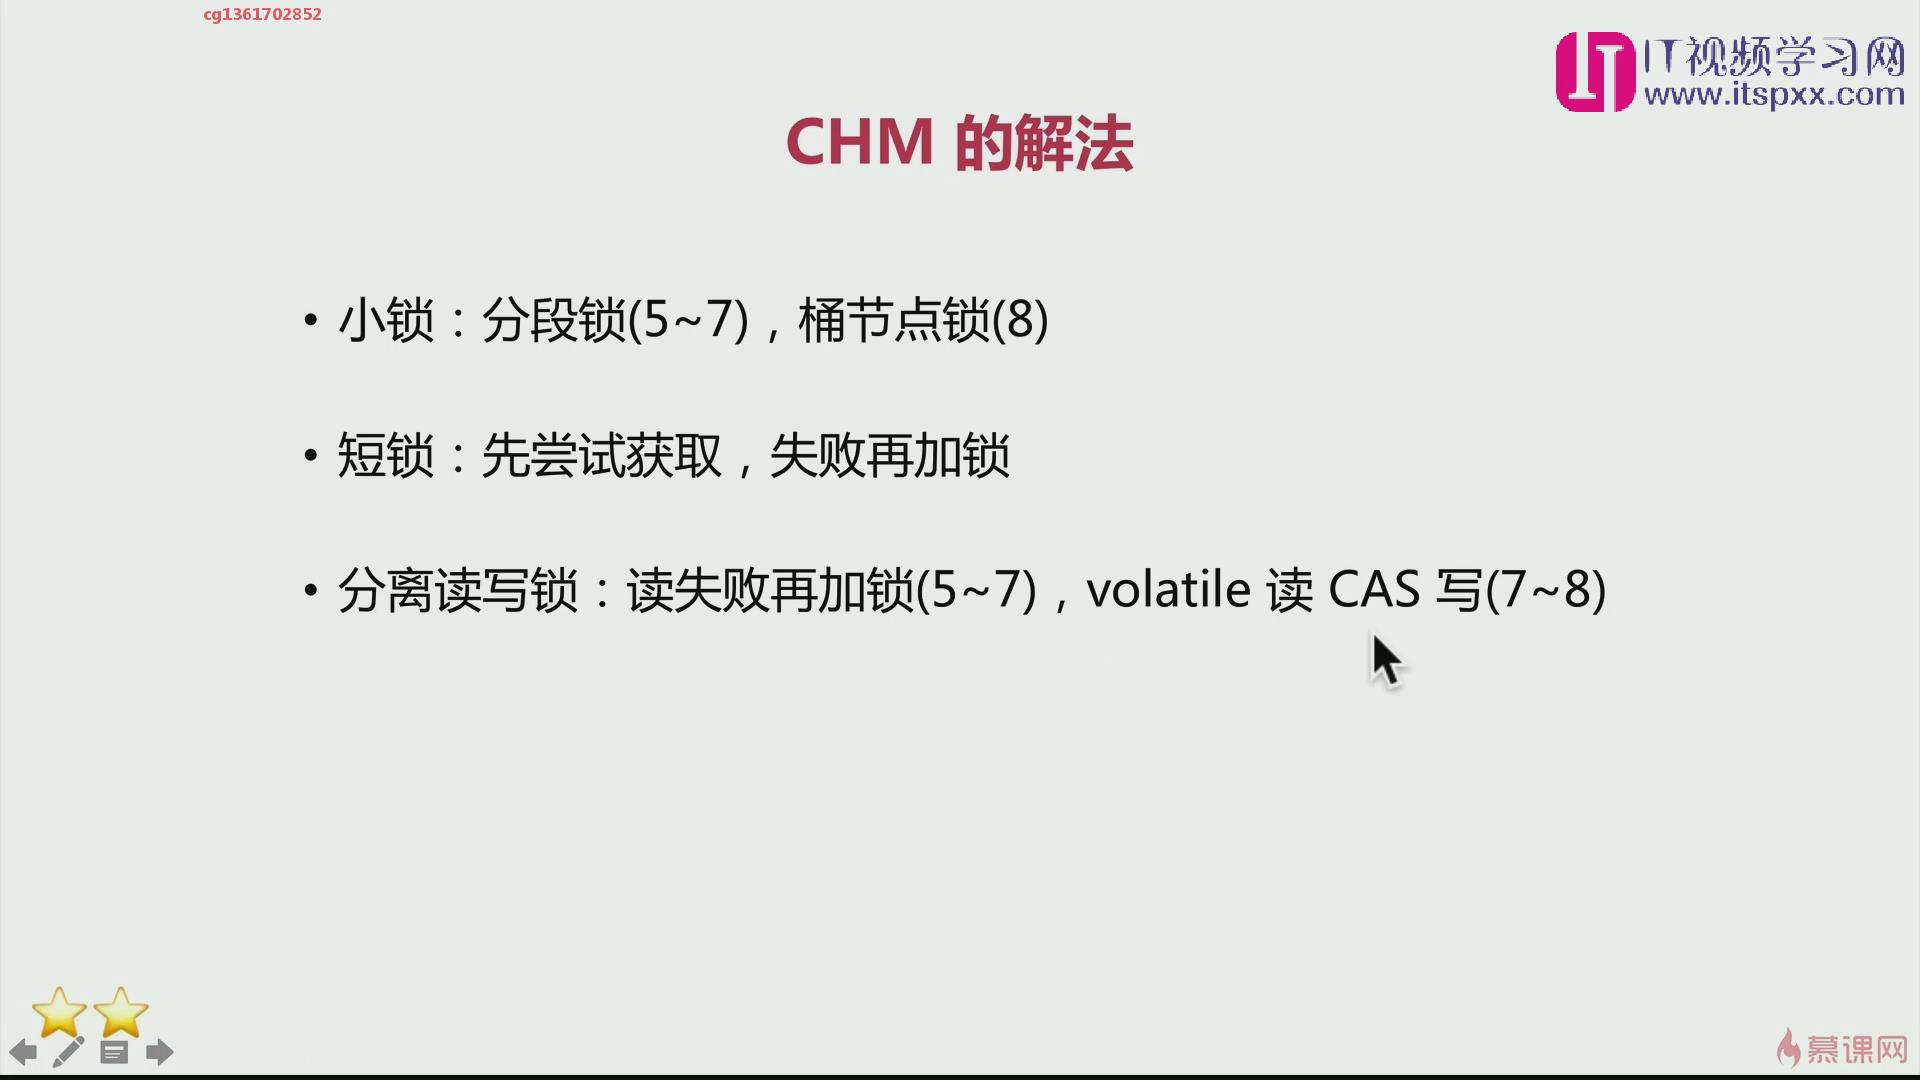 cg1361702852
IT视频学习网
www.itspxx.com
CHM 的解法
• 小锁：分段锁(5~7)，桶节点锁(8)
• 短锁：先尝试获取，失败再加锁
• 分离读写锁：读失败再加锁(5~7)，volatile 读 CAS 写(7~8)
慕课网